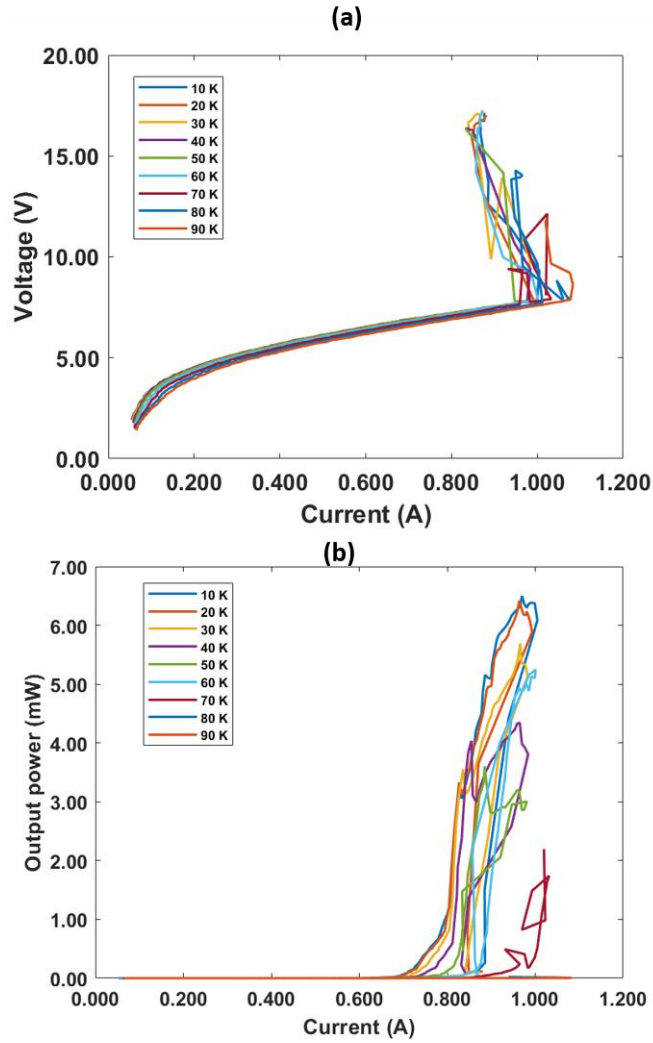 (a)
20.00
15.00
10.00
5.00
0.00
Voltage (V)
10 K
20 K
30 K
40 K
50 K
60 K
70 K
80 K
90 K
0.000 0.200 0.400 0.600 0.800 1.000 1.200
Current (A)
(b)
7.00
6.00
5.00
4.00
3.00
2.00
1.00
0.00
Output power (mW)
10 K
20 K
30 K
40 K
50 K
60 K
70 K
80 K
90 K
0.000 0.200 0.400 0.600 0.800 1.000 1.200
Current (A)